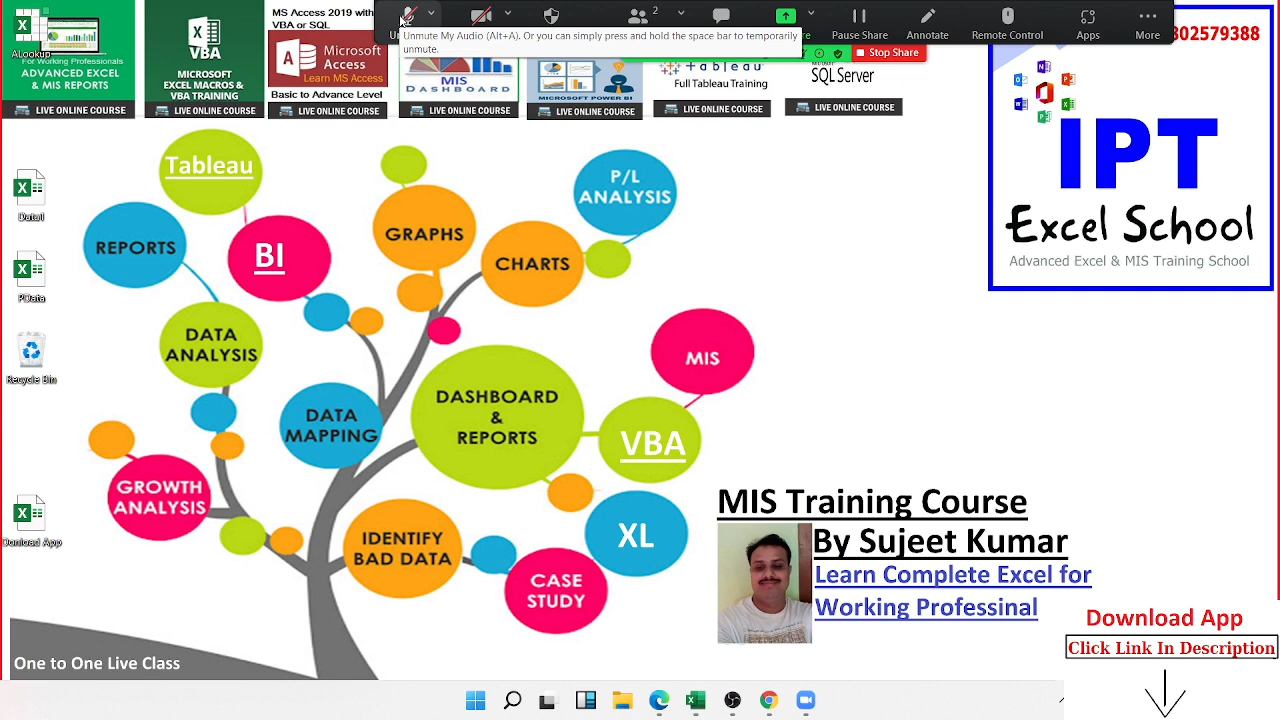 For Working Professionals
ADVANCED EXCEL
& MIS REPORTS
LIVE ONLINE COURSE
VBA
MICROSOFT
EXCEL MACROS &
VBA TRAINING
LIVE ONLINE COURSE
MS Access 2019 with
VBA or SQL
Microsoft
Access
Learn MS Access
Basic to Advance Level
LIVE ONLINE COURSE
MIS
DASHBOARD
LIVE ONLINE COURSE
MICROSOFT POWER BI
LIVE ONLINE COURSE
Full Tableau Training
LIVE ONLINE COURSE
SQL Server
LIVE ONLINE COURSE
2
Pause Share
Annotate
Remote Control
Apps
More
Unmute My Audio (Alt+A). Or you can simply press and hold the space bar to temporarily
unmute.
Stop Share
802579388
IPT
Excel School
Advanced Excel & MIS Training School
ALookup
Datull
PData
Recycle Bin
Donload App
Tableau
REPORTS
BI
GRAPHS
CHARTS
P/L
ANALYSIS
DATA
ANALYSIS
DATA
MAPPING
DASHBOARD
&
REPORTS
MIS
VBA
GROWTH
ANALYSIS
IDENTIFY
BAD DATA
XL
CASE
STUDY
MIS Training Course
By Sujeet Kumar
Learn Complete Excel for
Working Professinal
One to One Live Class
Download App
Click Link In Description